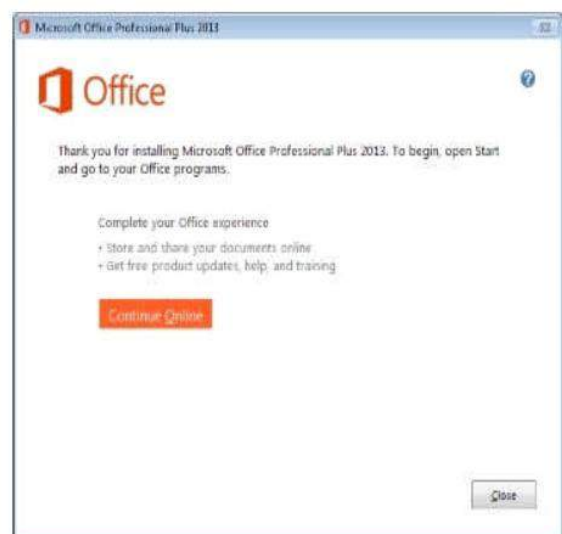 Microsoft Office Professional Plus 2013
Office
Thank you for installing Microsoft Office Professional Plus 2013. To begin, open Start
and go to your Office programs.
Complete your Office experience
• Store and share your documents online
• Get free product updates, help, and training
Continue Online
Close